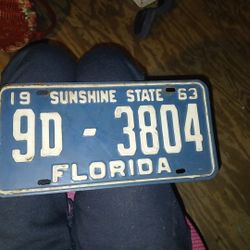 19 SUNSHINE STATE 63
9D-3804
FLORIDA